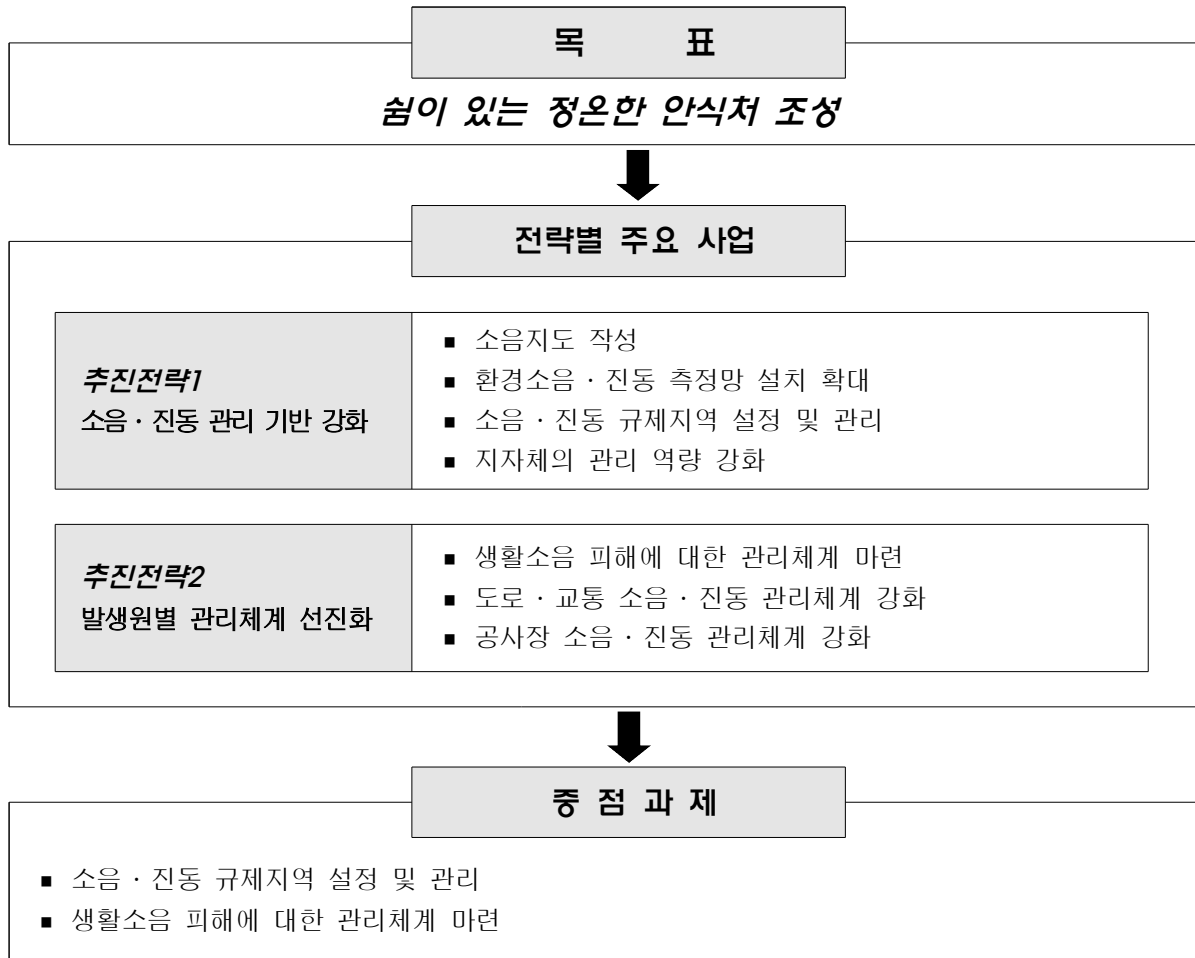 목 표
쉼이 있는 정온한 안식처 조성
전략별 주요 사업
추진전략1
소음·진동 관리 기반 강화
■ 소음지도 작성
■ 환경소음·진동 측정망 설치 확대
■ 소음·진동 규제지역 설정 및 관리
■ 지자체의 관리 역량 강화
추진전략2
발생원별 관리체계 선진화
■ 생활소음 피해에 대한 관리체계 마련
■ 도로·교통 소음·진동 관리체계 강화
■ 공사장 소음·진동 관리체계 강화
중 점 과 제
■ 소음·진동 규제지역 설정 및 관리
■ 생활소음 피해에 대한 관리체계 마련